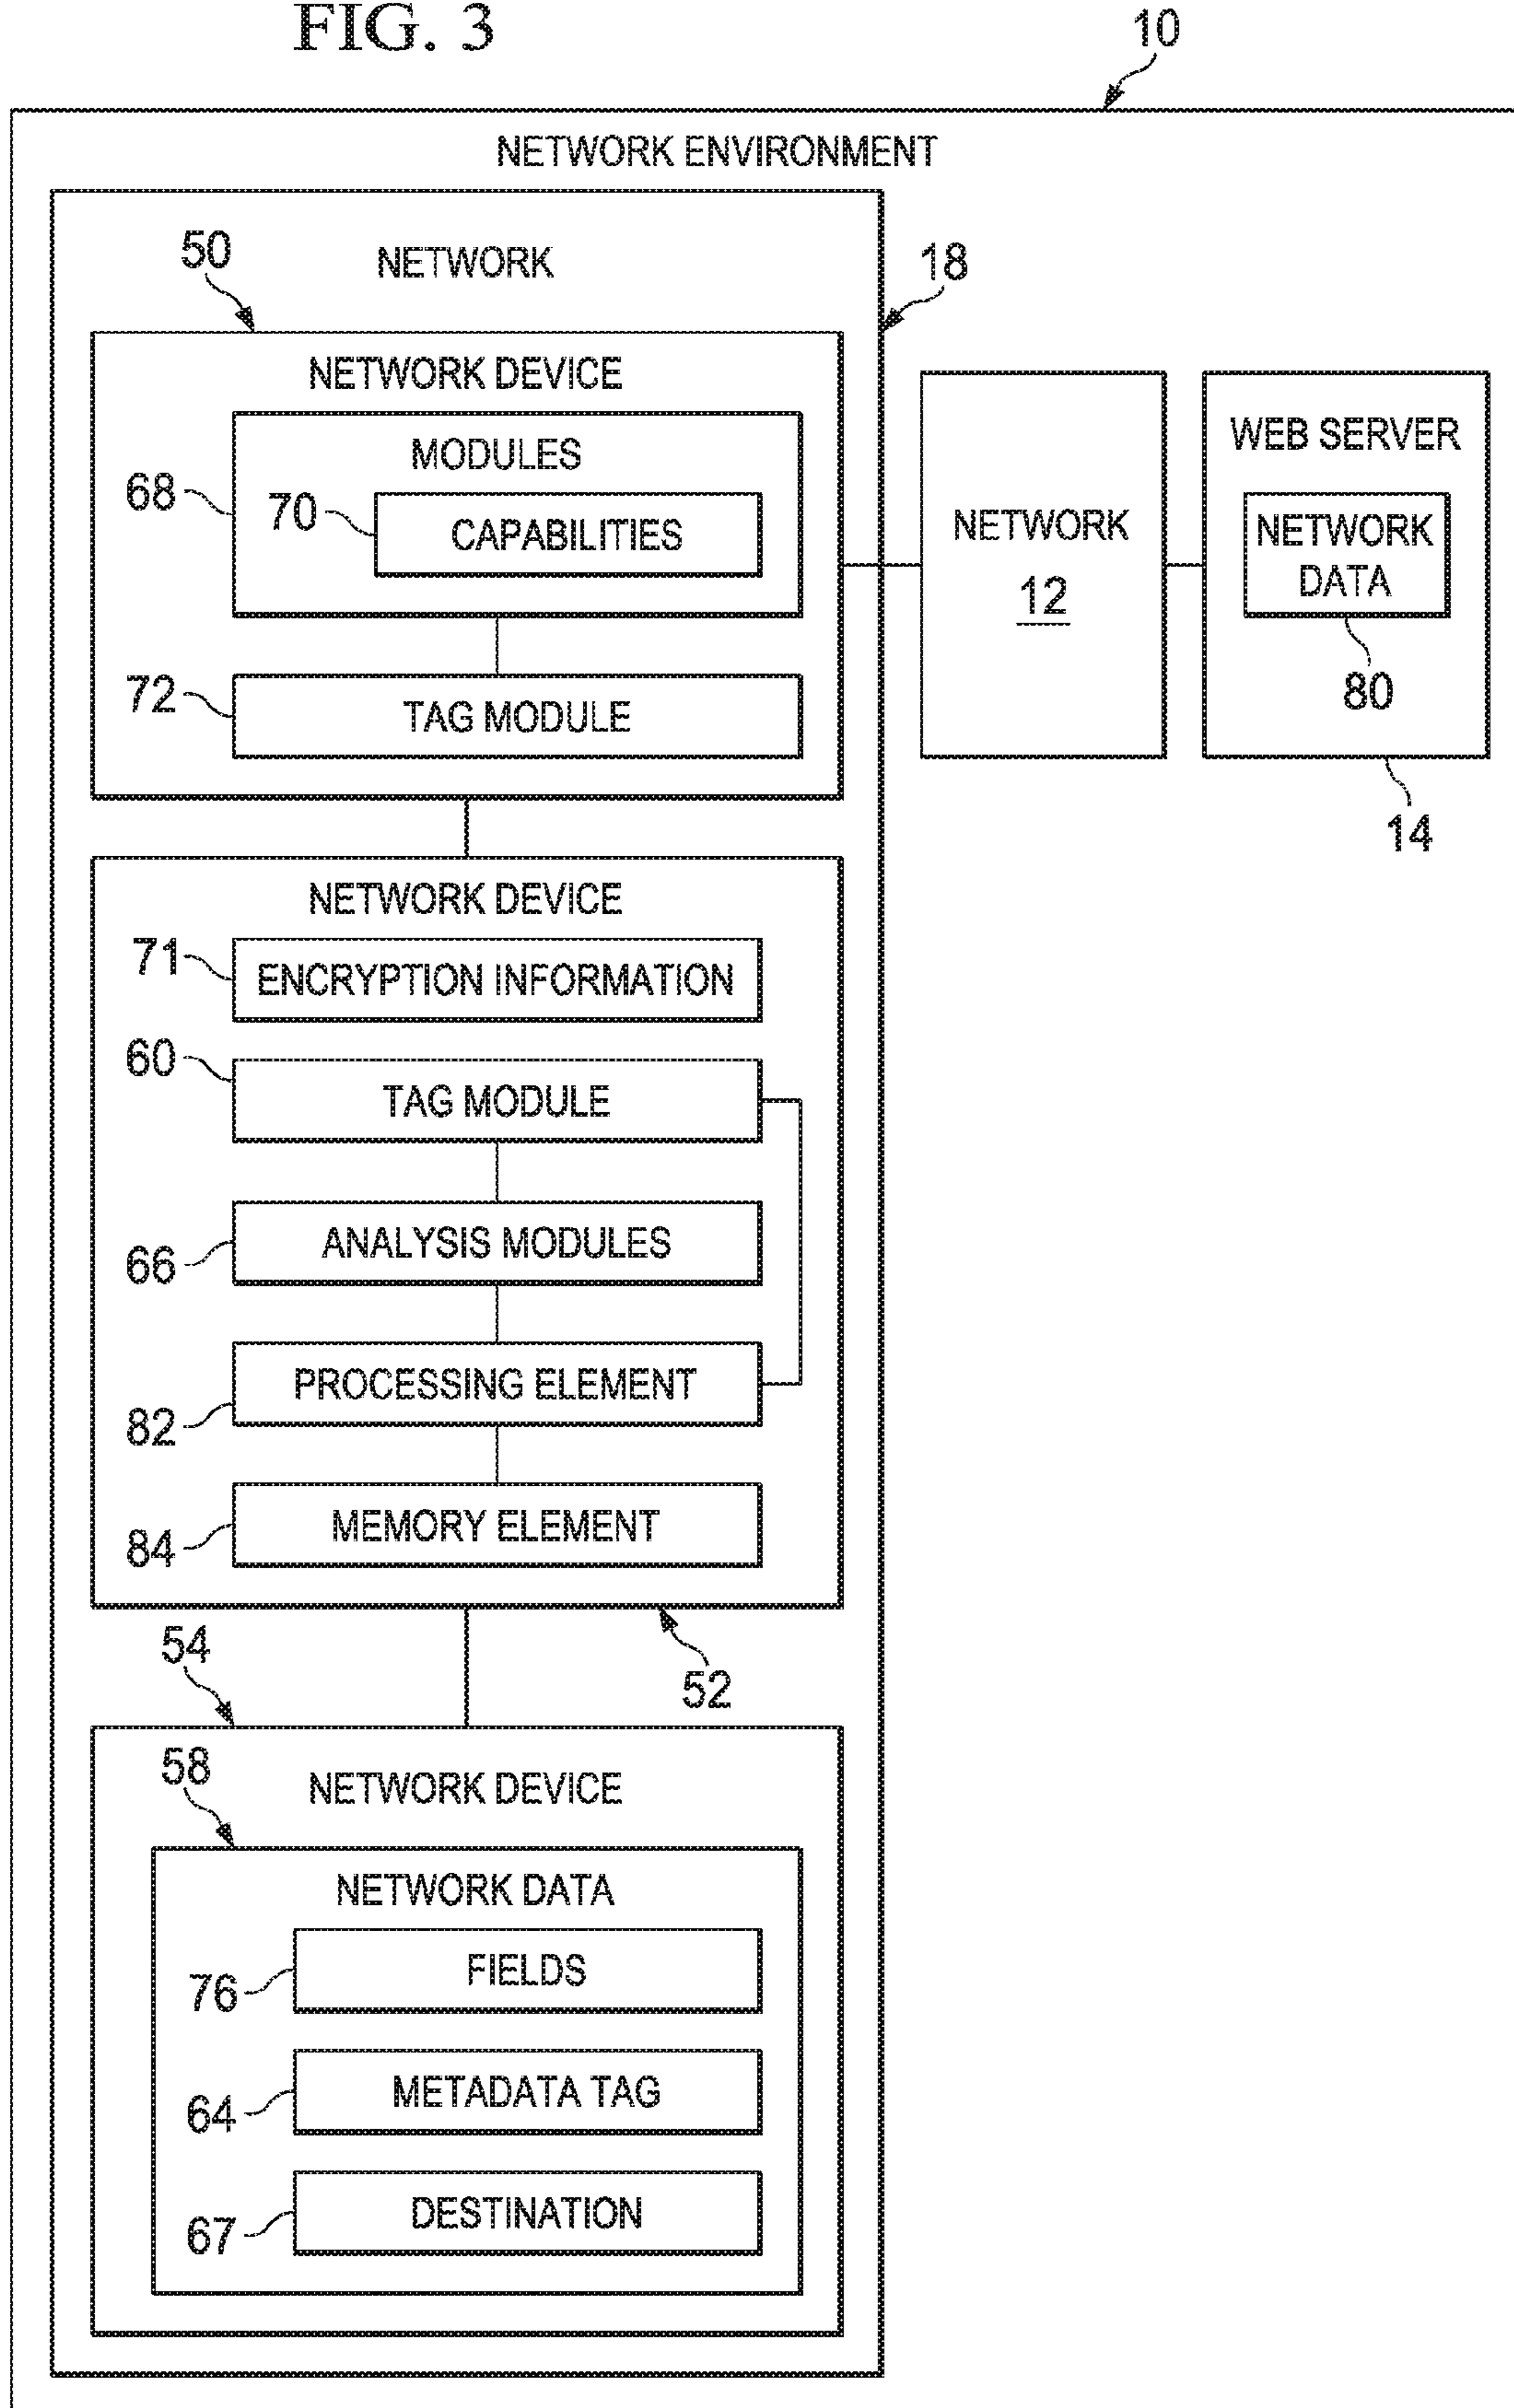 FIG. 3
10
NETWORK ENVIRONMENT
50
NETWORK
18
NETWORK DEVICE
MODULES
68
70
CAPABILITIES
72
TAG MODULE
NETWORK
12
WEB SERVER
NETWORK
DATA
80
14
NETWORK DEVICE
71
ENCRYPTION INFORMATION
60
TAG MODULE
66
ANALYSIS MODULES
82
PROCESSING ELEMENT
84
MEMORY ELEMENT
52
54
58
NETWORK DEVICE
NETWORK DATA
76
FIELDS
64
METADATA TAG
67
DESTINATION